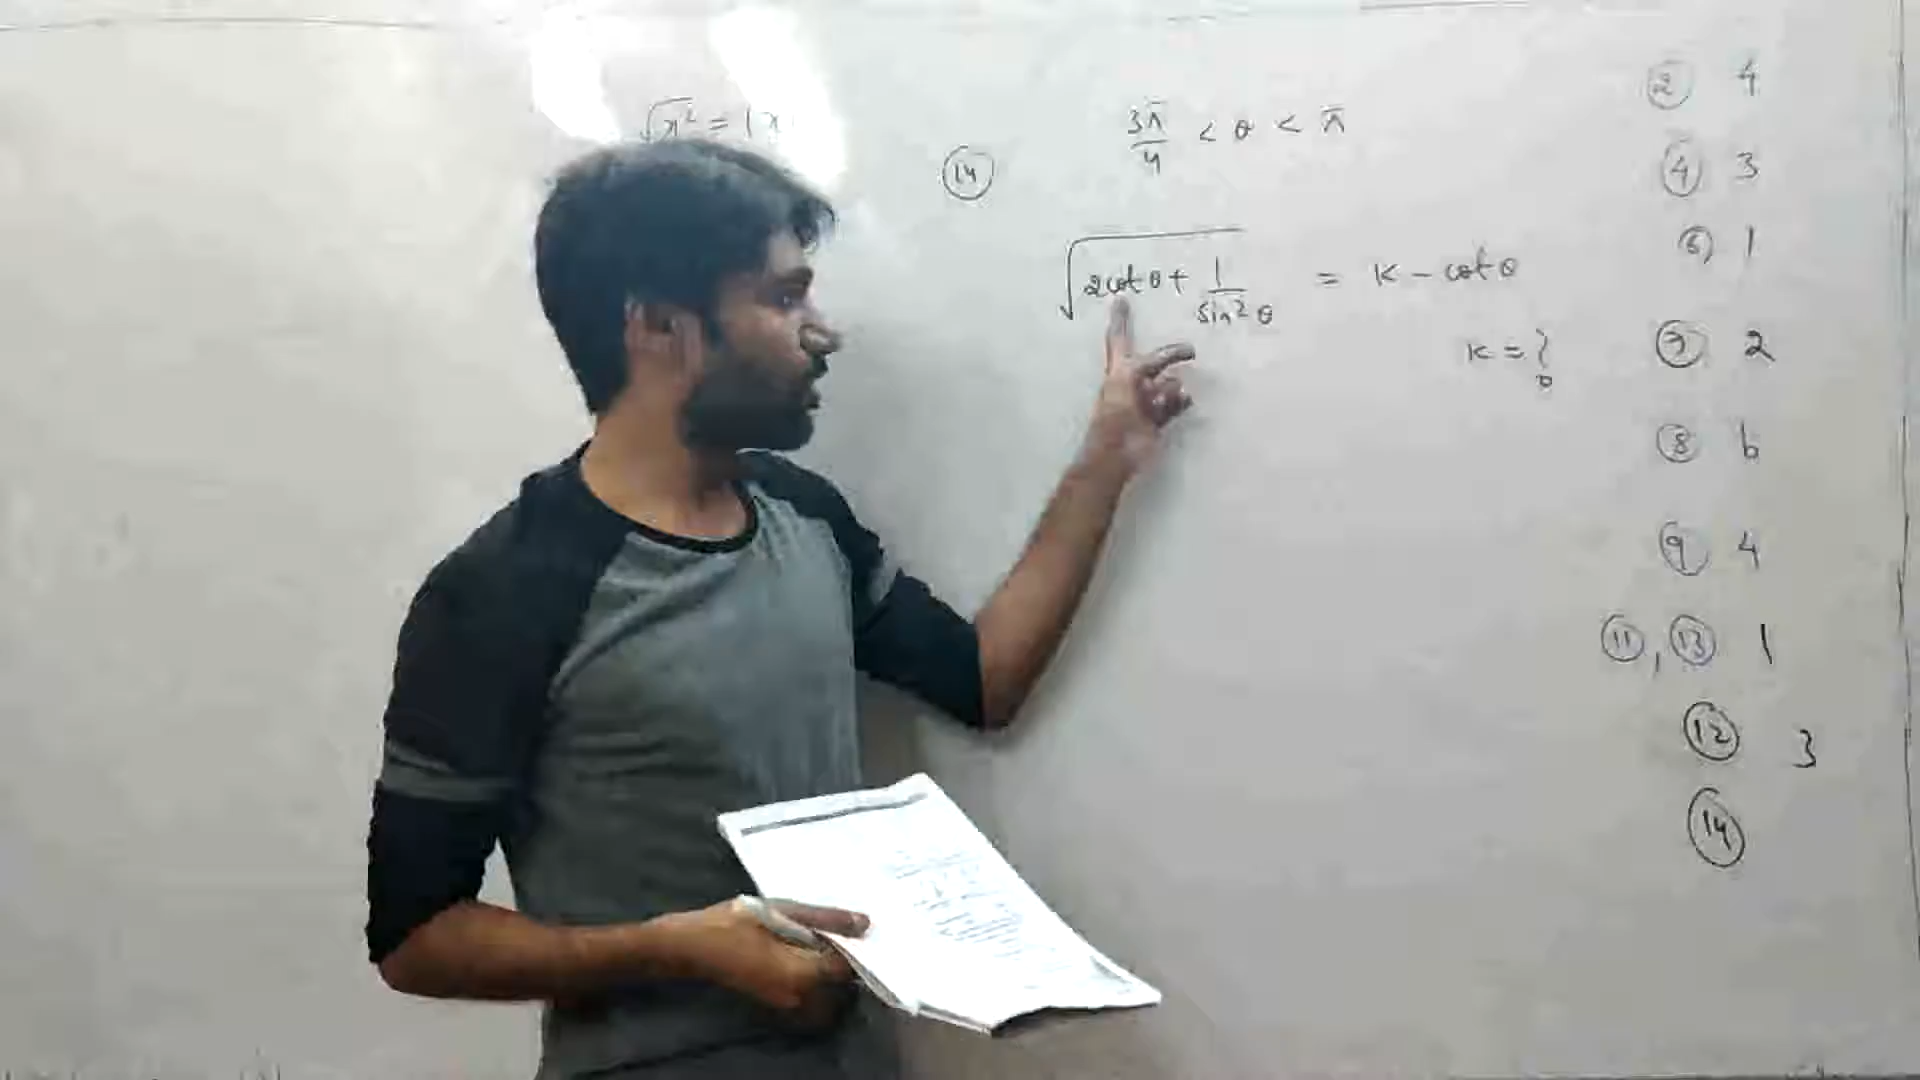 √x² = |x
⑭ 3π/4 < θ < π
√(2cotθ + 1/sin²θ) = K − cotθ
K = ?
② 4
④ 3
⑥ 1
⑦ 2
⑧ b
⑨ 4
⑪, ⑬ 1
⑫ 3
⑭